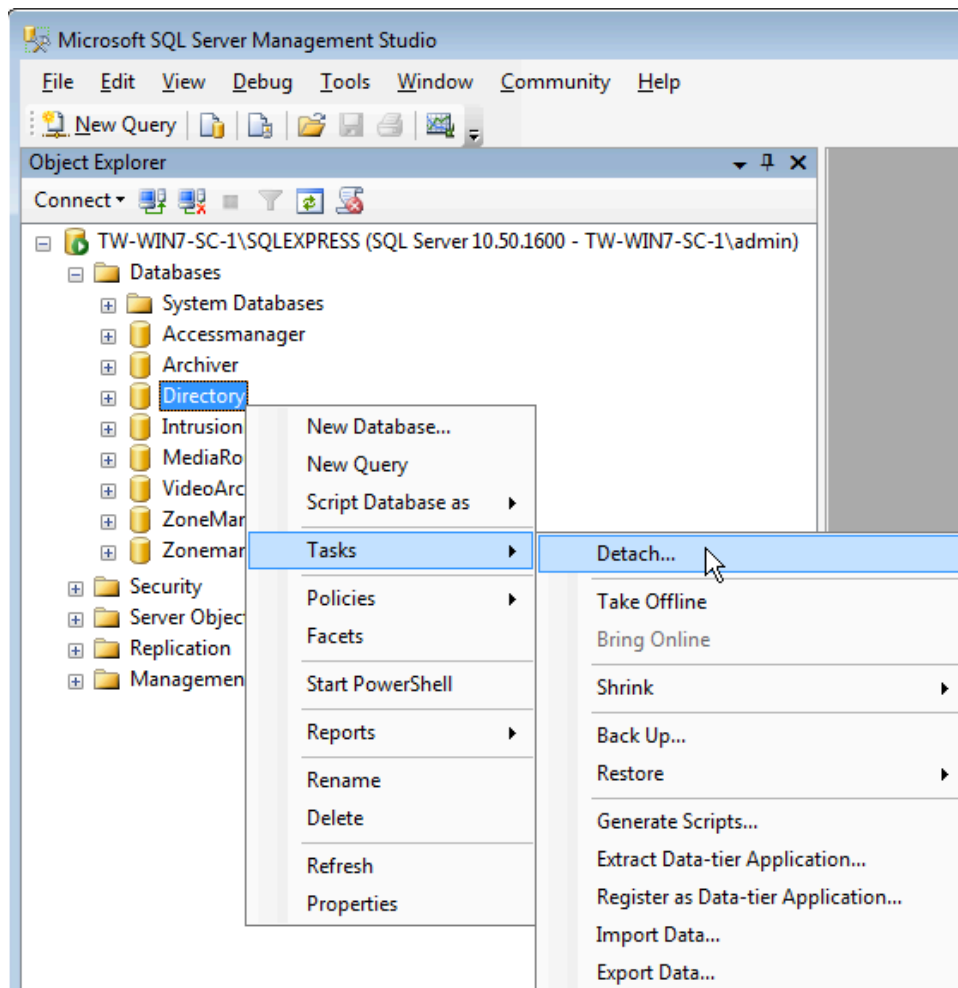 Microsoft SQL Server Management Studio
File Edit View Debug Tools Window Community Help
New Query
Object Explorer
Connect
TW-WIN7-SC-1\SQLEXPRESS (SQL Server 10.50.1600 - TW-WIN7-SC-1\admin)
Databases
System Databases
Accessmanager
Archiver
Directory
Intrusion
MediaRo
VideoArc
ZoneMar
Zonemar
Security
Server Objec
Replication
Managemen
New Database...
New Query
Script Database as
Tasks
Policies
Facets
Start PowerShell
Reports
Rename
Delete
Refresh
Properties
Detach...
Take Offline
Bring Online
Shrink
Back Up...
Restore
Generate Scripts...
Extract Data-tier Application...
Register as Data-tier Application...
Import Data...
Export Data...